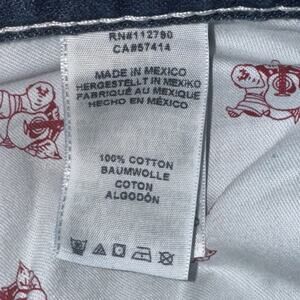 RN#112790
CA#57414
MADE IN MEXICO
HERGESTELLT IN MEXIKO
FABRIQUÉ AU MEXIQUE
HECHO EN MÉXICO
100% COTTON
BAUMWOLLE
COTON
ALGODÓN